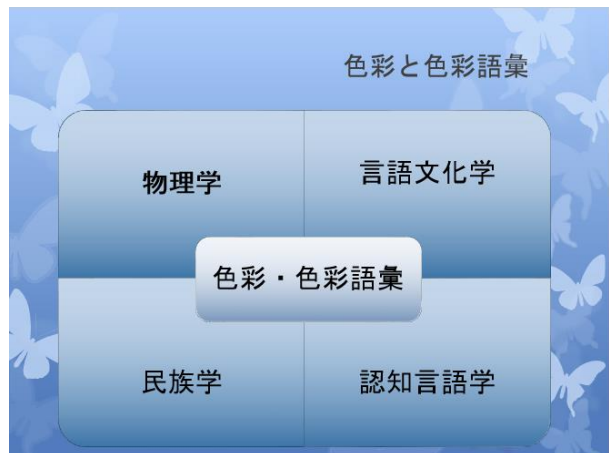 色彩と色彩語彙
物理学
言語文化学
色彩・色彩語彙
民族学
認知言語学